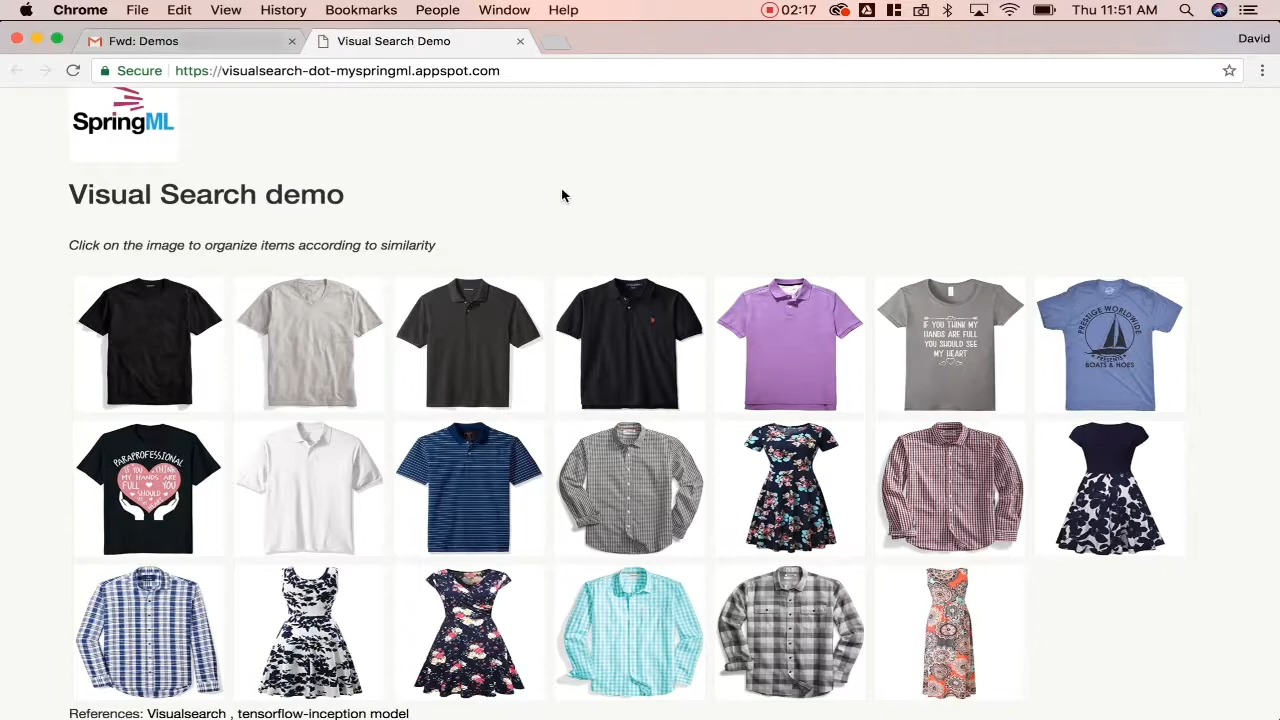 Chrome File Edit View History Bookmarks People Window Help 02:17 Thu 11:51 AM
Fwd: Demos Visual Search Demo David
Secure https://visualsearch-dot-myspringml.appspot.com
SpringML
Visual Search demo
Click on the image to organize items according to similarity
IF YOU THINK MY
HANDS ARE FULL
YOU SHOULD SEE
MY HEART
PRESTIGE WORLDWIDE
PRESENTS
BOATS & HOES
PARAPROFESSIONAL
IF YOU THINK
MY HANDS ARE
FULL YOU
SHOULD
References: Visualsearch , tensorflow-inception model